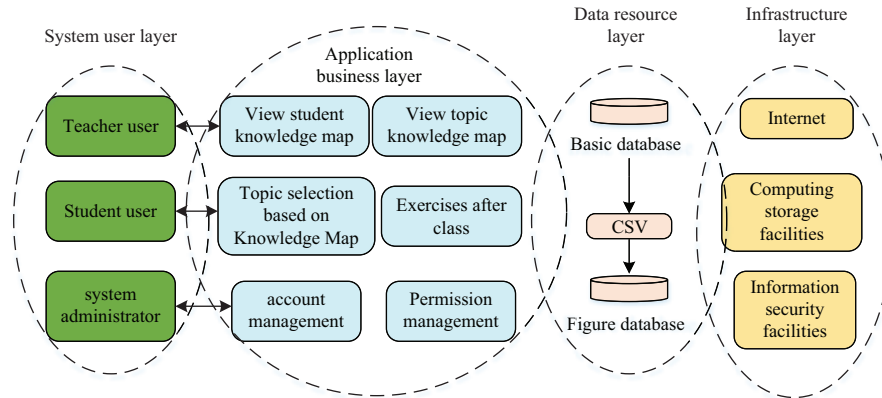 System user layer
Teacher user
Student user
system
administrator
Application
business layer
View student
knowledge map
View topic
knowledge map
Topic selection
based on
Knowledge Map
Exercises after
class
account
management
Permission
management
Data resource
layer
Basic database
CSV
Figure database
Infrastructure
layer
Internet
Computing
storage
facilities
Information
security
facilities